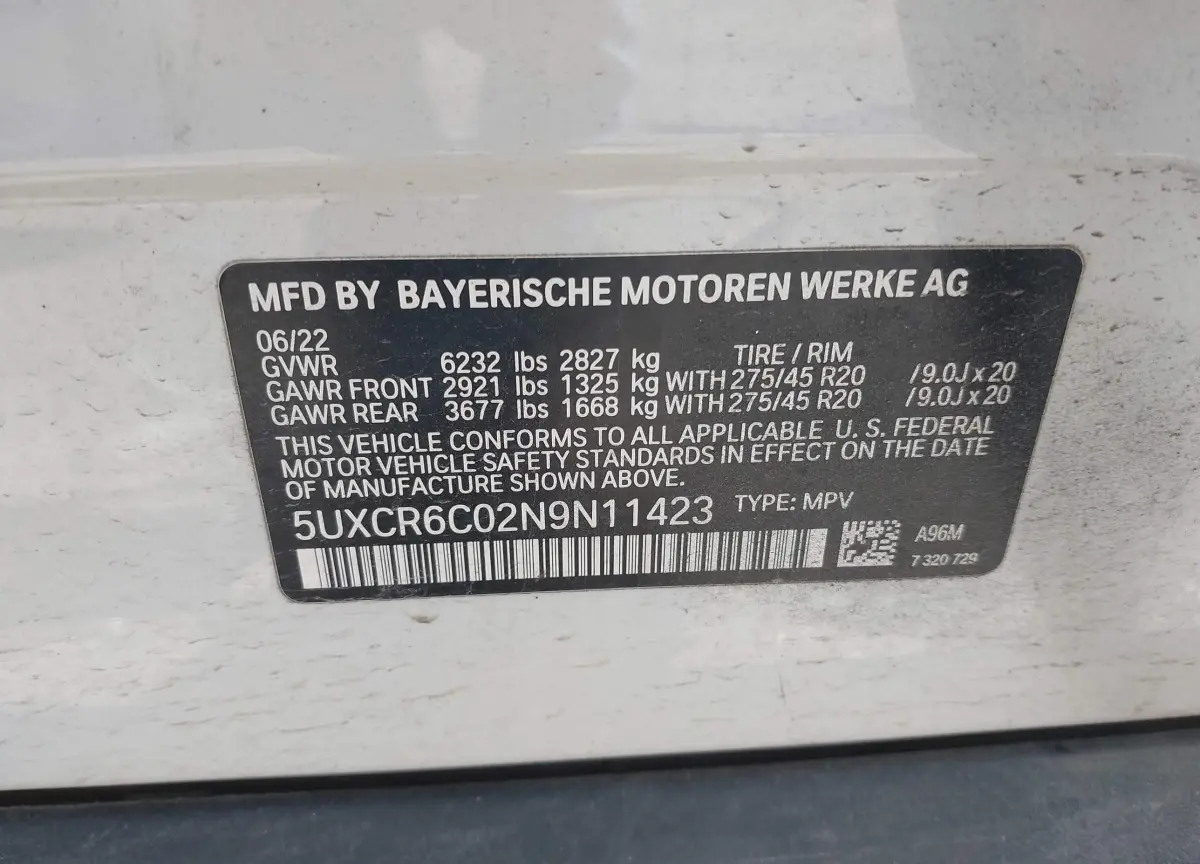 MFD BY BAYERISCHE MOTOREN WERKE AG
06/22
GVWR 6232 lbs 2827 kg TIRE / RIM
GAWR FRONT 2921 lbs 1325 kg WITH 275/45 R20 /9.0J x 20
GAWR REAR 3677 lbs 1668 kg WITH 275/45 R20 /9.0J x 20
THIS VEHICLE CONFORMS TO ALL APPLICABLE U. S. FEDERAL
MOTOR VEHICLE SAFETY STANDARDS IN EFFECT ON THE DATE
OF MANUFACTURE SHOWN ABOVE.
5UXCR6C02N9N11423 TYPE: MPV
A96M
7 320 729